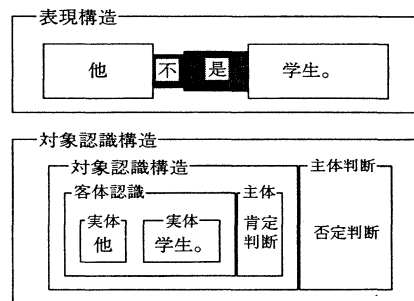 表現構造
他 不 是 学生。
対象認識構造
対象認識構造 主体判断
客体認識 主体
実体 実体 肯定
他 学生。 判断 否定判断